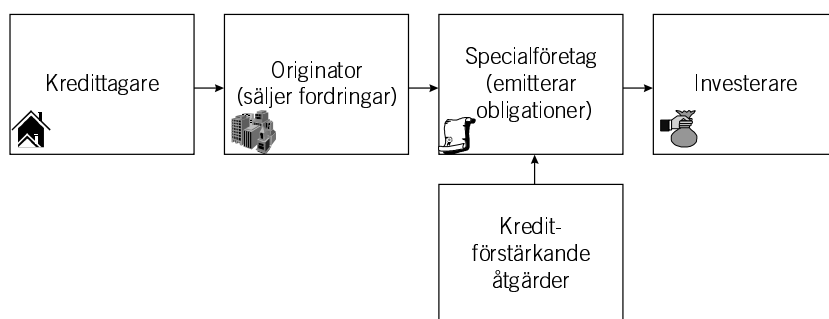 Kredittagare
Originator
(säljer fordringar)
Specialföretag
(emitterar
obligationer)
Investerare
Kredit-
förstärkande
åtgärder